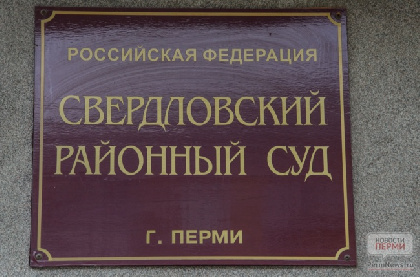 РОССИЙСКАЯ ФЕДЕРАЦИЯ
СВЕРДЛОВСКИЙ
РАЙОННЫЙ СУД
Г. ПЕРМИ
НОВОСТИ
ПЕРМИ